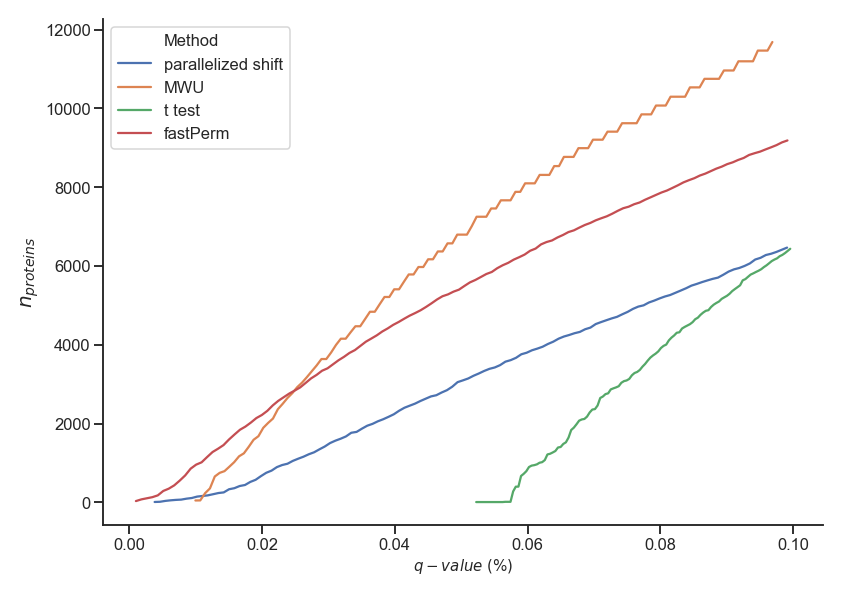 12000
10000
8000
6000
4000
2000
0
n_proteins
Method
parallelized shift
MWU
t test
fastPerm
0.00 0.02 0.04 0.06 0.08 0.10
q − value (%)